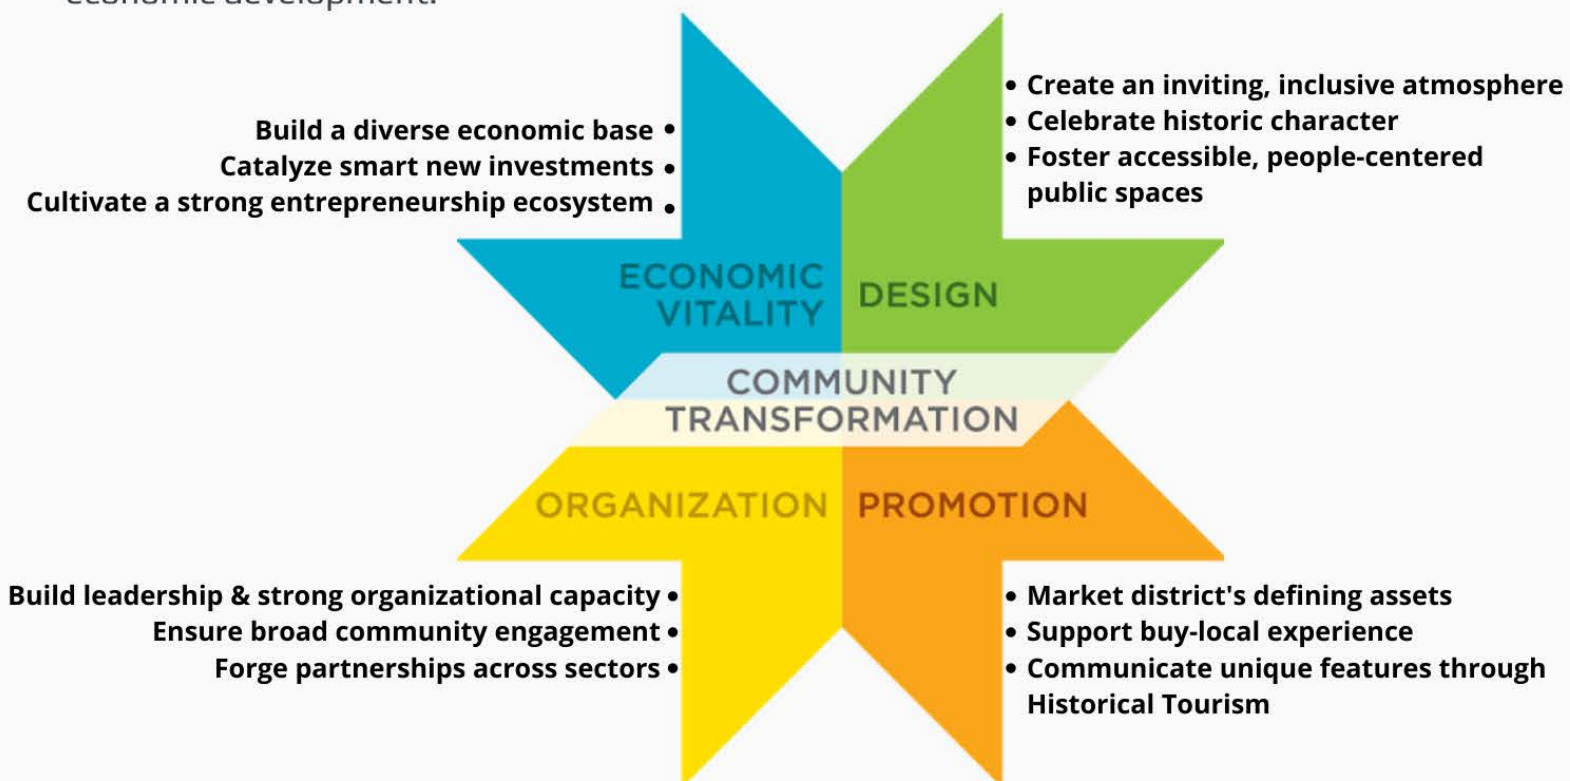 economic development.
Build a diverse economic base •
Catalyze smart new investments •
Cultivate a strong entrepreneurship ecosystem •
• Create an inviting, inclusive atmosphere
• Celebrate historic character
• Foster accessible, people-centered
public spaces
ECONOMIC
VITALITY
DESIGN
COMMUNITY
TRANSFORMATION
ORGANIZATION
PROMOTION
Build leadership & strong organizational capacity •
Ensure broad community engagement •
Forge partnerships across sectors •
• Market district's defining assets
• Support buy-local experience
• Communicate unique features through
Historical Tourism